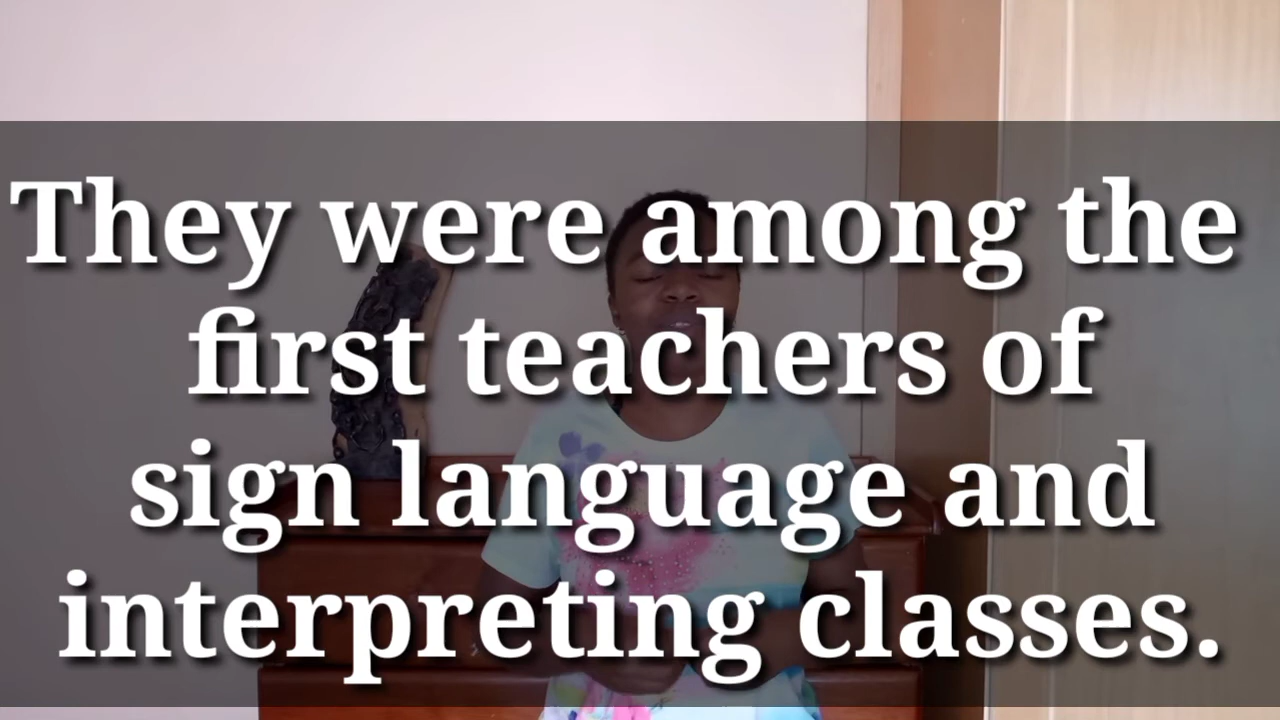 They were among the
first teachers of
sign language and
interpreting classes.